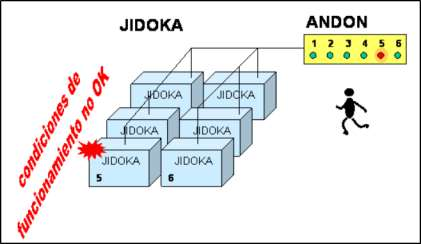 JIDOKA
ANDON
1 2 3 4 5 6
condiciones de
funcionamiento no OK
JIDOKA
JIDOKA
JIDOKA
JIDOKA
JIDOKA
5
JIDOKA
6